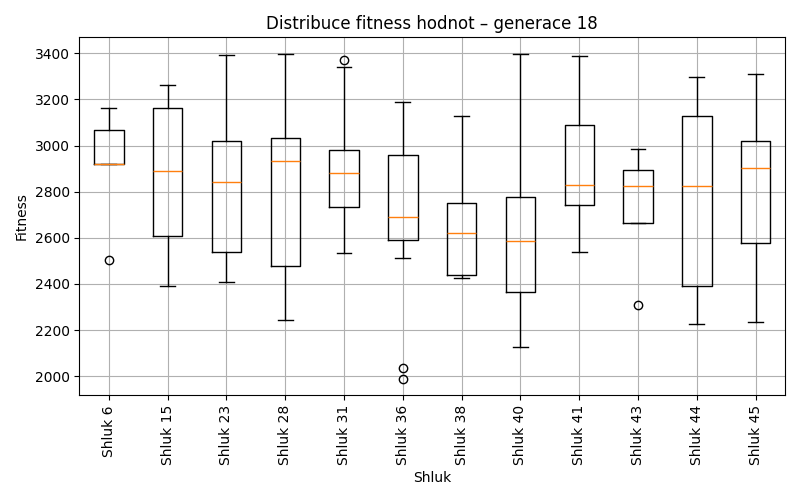 Distribuce fitness hodnot – generace 18
3400
3200
3000
2800
2600
2400
2200
2000
Fitness
Shluk 6
Shluk 15
Shluk 23
Shluk 28
Shluk 31
Shluk 36
Shluk 38
Shluk 40
Shluk 41
Shluk 43
Shluk 44
Shluk 45
Shluk